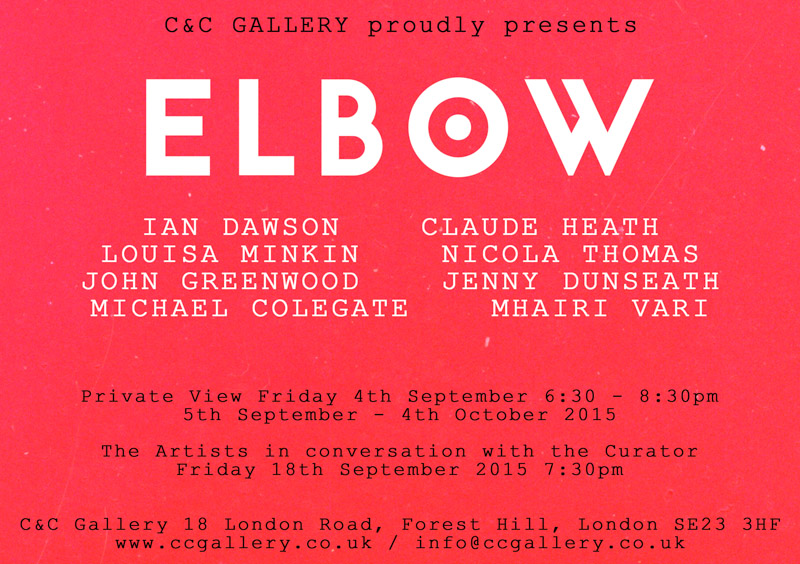 C&C GALLERY proudly presents
ELBOW
IAN DAWSON CLAUDE HEATH
LOUISA MINKIN NICOLA THOMAS
JOHN GREENWOOD JENNY DUNSEATH
MICHAEL COLEGATE MHAIRI VARI
Private View Friday 4th September 6:30 - 8:30pm
5th September - 4th October 2015
The Artists in conversation with the Curator
Friday 18th September 2015 7:30pm
C&C Gallery 18 London Road, Forest Hill, London SE23 3HF
www.ccgallery.co.uk / info@ccgallery.co.uk